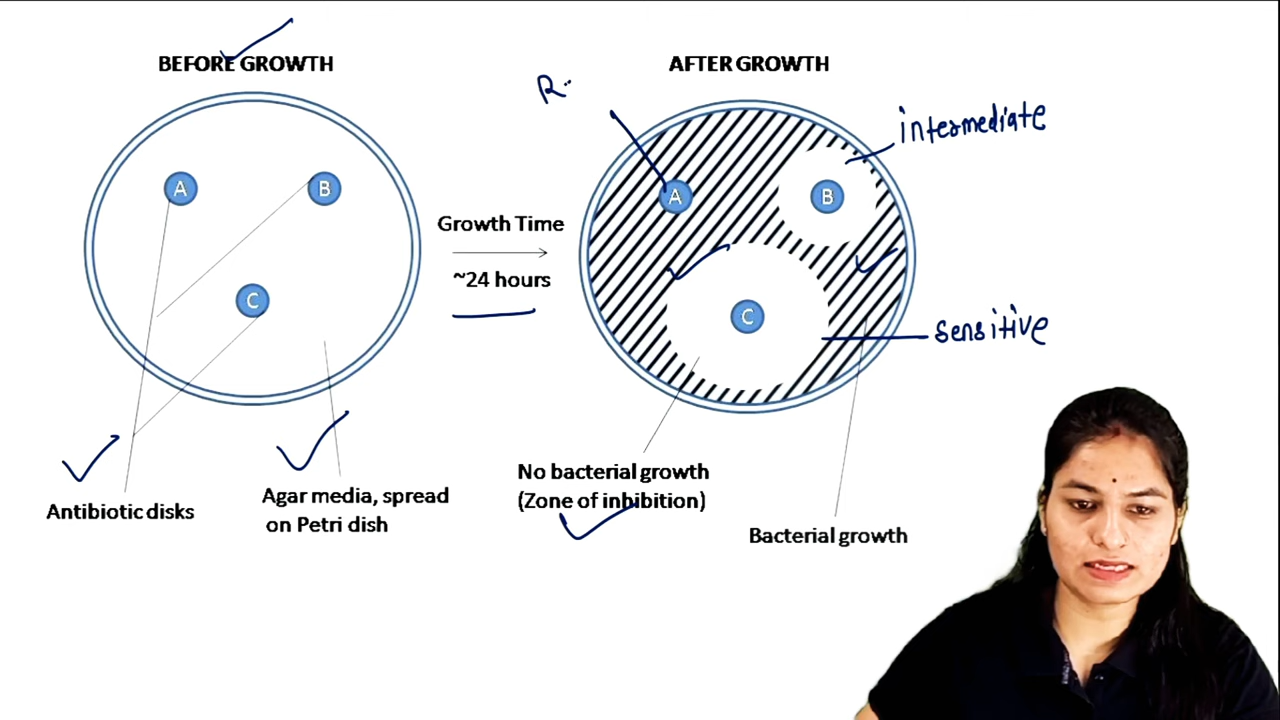 BEFORE GROWTH
A
B
C
Antibiotic disks
Agar media, spread
on Petri dish
Growth Time
~24 hours
AFTER GROWTH
R..
intermediate
A
B
C
sensitive
No bacterial growth
(Zone of inhibition)
Bacterial growth